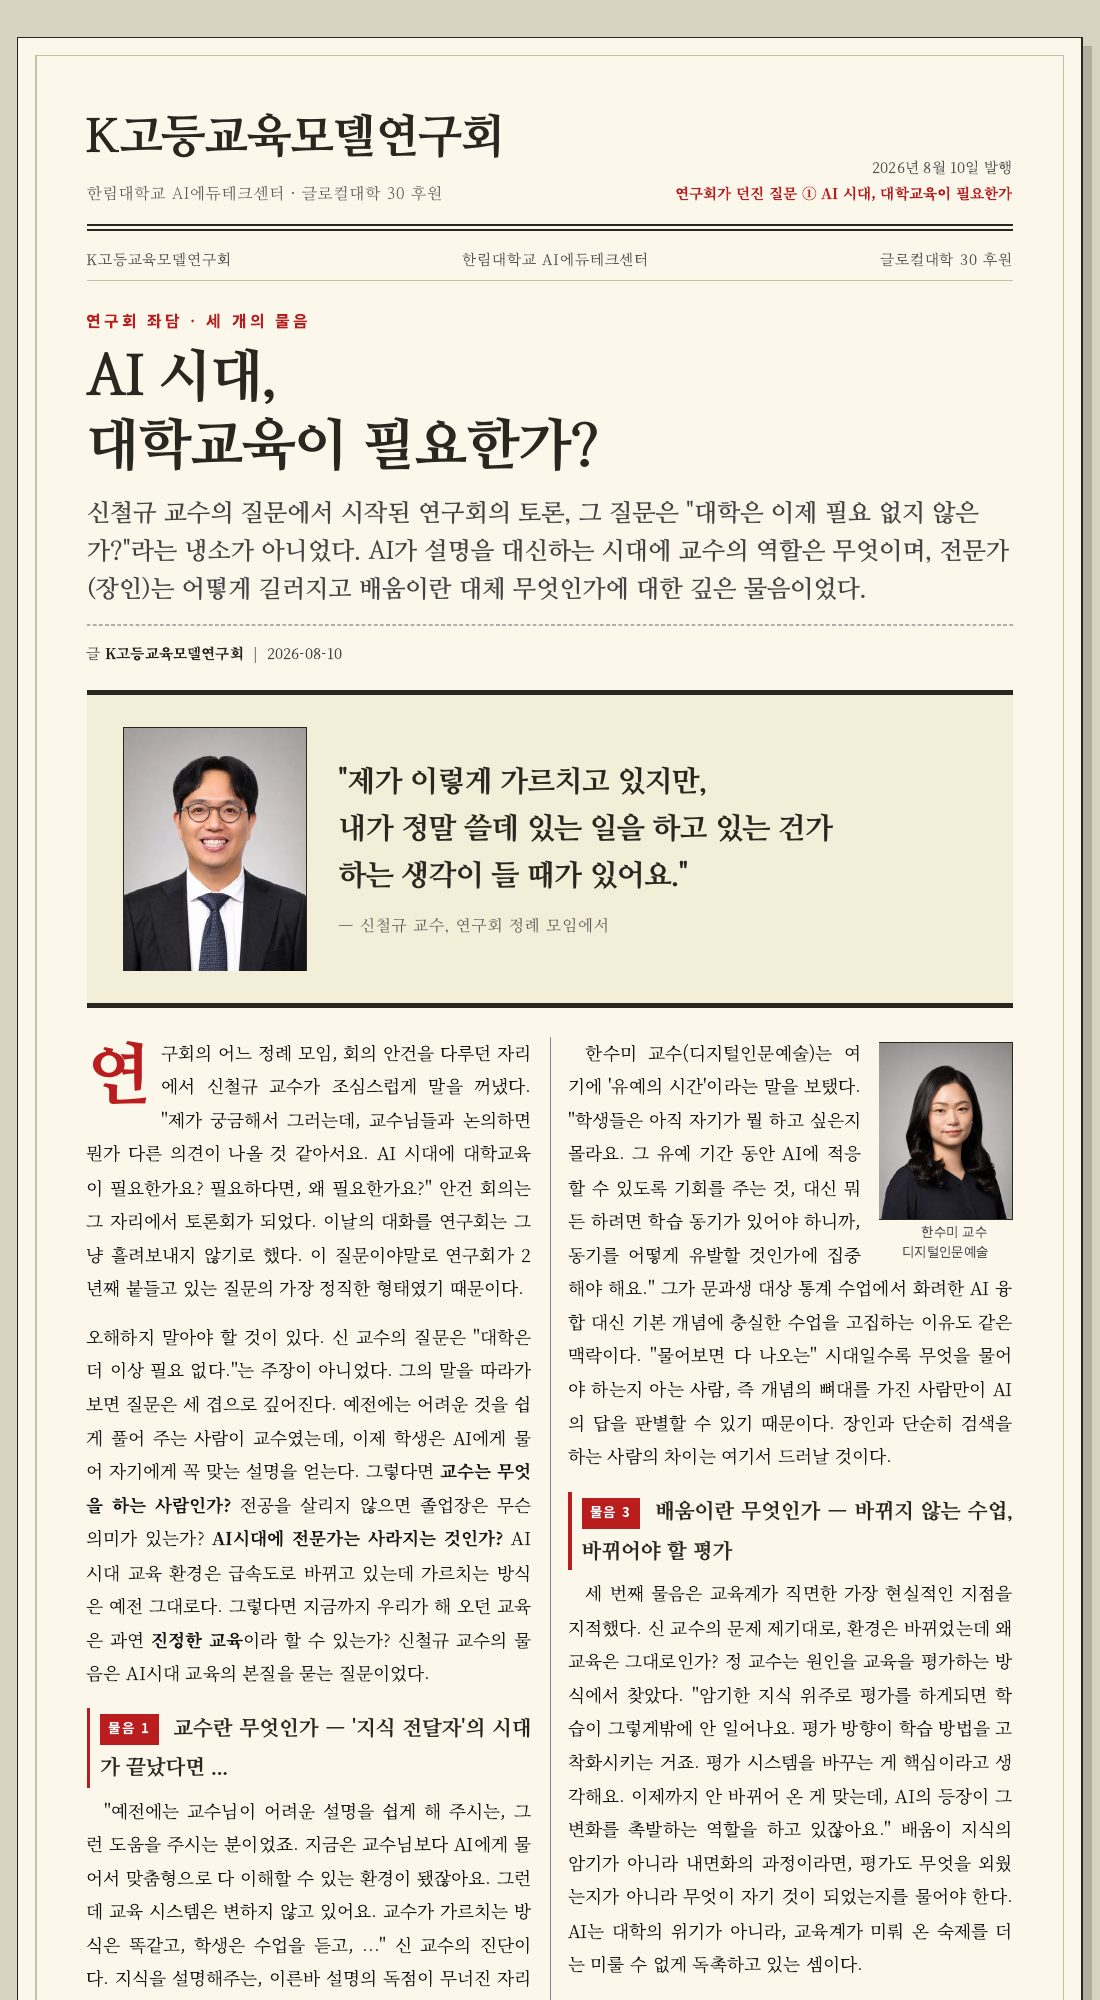 K고등교육모델연구회
한림대학교 AI에듀테크센터 · 글로컬대학 30 후원
2026년 8월 10일 발행
연구회가 던진 질문 ① AI 시대, 대학교육이 필요한가
K고등교육모델연구회
한림대학교 AI에듀테크센터
글로컬대학 30 후원
연구회 좌담 · 세 개의 물음
AI 시대,
대학교육이 필요한가?
신철규 교수의 질문에서 시작된 연구회의 토론, 그 질문은 "대학은 이제 필요 없지 않은
가?"라는 냉소가 아니었다. AI가 설명을 대신하는 시대에 교수의 역할은 무엇이며, 전문가
(장인)는 어떻게 길러지고 배움이란 대체 무엇인가에 대한 깊은 물음이었다.
글 K고등교육모델연구회 | 2026-08-10
"제가 이렇게 가르치고 있지만,
내가 정말 쓸데 있는 일을 하고 있는 건가
하는 생각이 들 때가 있어요."
— 신철규 교수, 연구회 정례 모임에서
연구회의 어느 정례 모임, 회의 안건을 다루던 자리
에서 신철규 교수가 조심스럽게 말을 꺼냈다.
"제가 궁금해서 그러는데, 교수님들과 논의하면
뭔가 다른 의견이 나올 것 같아서요. AI 시대에 대학교육
이 필요한가요? 필요하다면, 왜 필요한가요?" 안건 회의는
그 자리에서 토론회가 되었다. 이날의 대화를 연구회는 그
냥 흘려보내지 않기로 했다. 이 질문이야말로 연구회가 2
년째 붙들고 있는 질문의 가장 정직한 형태였기 때문이다.
오해하지 말아야 할 것이 있다. 신 교수의 질문은 "대학은
더 이상 필요 없다."는 주장이 아니었다. 그의 말을 따라가
보면 질문은 세 겹으로 깊어진다. 예전에는 어려운 것을 쉽
게 풀어 주는 사람이 교수였는데, 이제 학생은 AI에게 물
어 자기에게 꼭 맞는 설명을 얻는다. 그렇다면 교수는 무엇
을 하는 사람인가? 전공을 살리지 않으면 졸업장은 무슨
의미가 있는가? AI시대에 전문가는 사라지는 것인가? AI
시대 교육 환경은 급속도로 바뀌고 있는데 가르치는 방식
은 예전 그대로다. 그렇다면 지금까지 우리가 해 오던 교육
은 과연 진정한 교육이라 할 수 있는가? 신철규 교수의 물
음은 AI시대 교육의 본질을 묻는 질문이었다.
물음 1 교수란 무엇인가 — '지식 전달자'의 시대
가 끝났다면 ...
"예전에는 교수님이 어려운 설명을 쉽게 해 주시는, 그
런 도움을 주시는 분이었죠. 지금은 교수님보다 AI에게 물
어서 맞춤형으로 다 이해할 수 있는 환경이 됐잖아요. 그런
데 교육 시스템은 변하지 않고 있어요. 교수가 가르치는 방
식은 똑같고, 학생은 수업을 듣고, …" 신 교수의 진단이
다. 지식을 설명해주는, 이른바 설명의 독점이 무너진 자리
한수미 교수(디지털인문예술)는 여
기에 '유예의 시간'이라는 말을 보탰다.
"학생들은 아직 자기가 뭘 하고 싶은지
몰라요. 그 유예 기간 동안 AI에 적응
할 수 있도록 기회를 주는 것, 대신 뭐
든 하려면 학습 동기가 있어야 하니까,
동기를 어떻게 유발할 것인가에 집중
해야 해요." 그가 문과생 대상 통계 수업에서 화려한 AI 융
합 대신 기본 개념에 충실한 수업을 고집하는 이유도 같은
맥락이다. "물어보면 다 나오는" 시대일수록 무엇을 물어
야 하는지 아는 사람, 즉 개념의 뼈대를 가진 사람만이 AI
의 답을 판별할 수 있기 때문이다. 장인과 단순히 검색을
하는 사람의 차이는 여기서 드러날 것이다.
한수미 교수
디지털인문예술
물음 3 배움이란 무엇인가 — 바뀌지 않는 수업,
바뀌어야 할 평가
세 번째 물음은 교육계가 직면한 가장 현실적인 지점을
지적했다. 신 교수의 문제 제기대로, 환경은 바뀌었는데 왜
교육은 그대로인가? 정 교수는 원인을 교육을 평가하는 방
식에서 찾았다. "암기한 지식 위주로 평가를 하게되면 학
습이 그렇게밖에 안 일어나요. 평가 방향이 학습 방법을 고
착화시키는 거죠. 평가 시스템을 바꾸는 게 핵심이라고 생
각해요. 이제까지 안 바뀌어 온 게 맞는데, AI의 등장이 그
변화를 촉발하는 역할을 하고 있잖아요." 배움이 지식의
암기가 아니라 내면화의 과정이라면, 평가도 무엇을 외웠
는지가 아니라 무엇이 자기 것이 되었는지를 물어야 한다.
AI는 대학의 위기가 아니라, 교육계가 미뤄 온 숙제를 더
는 미룰 수 없게 독촉하고 있는 셈이다.